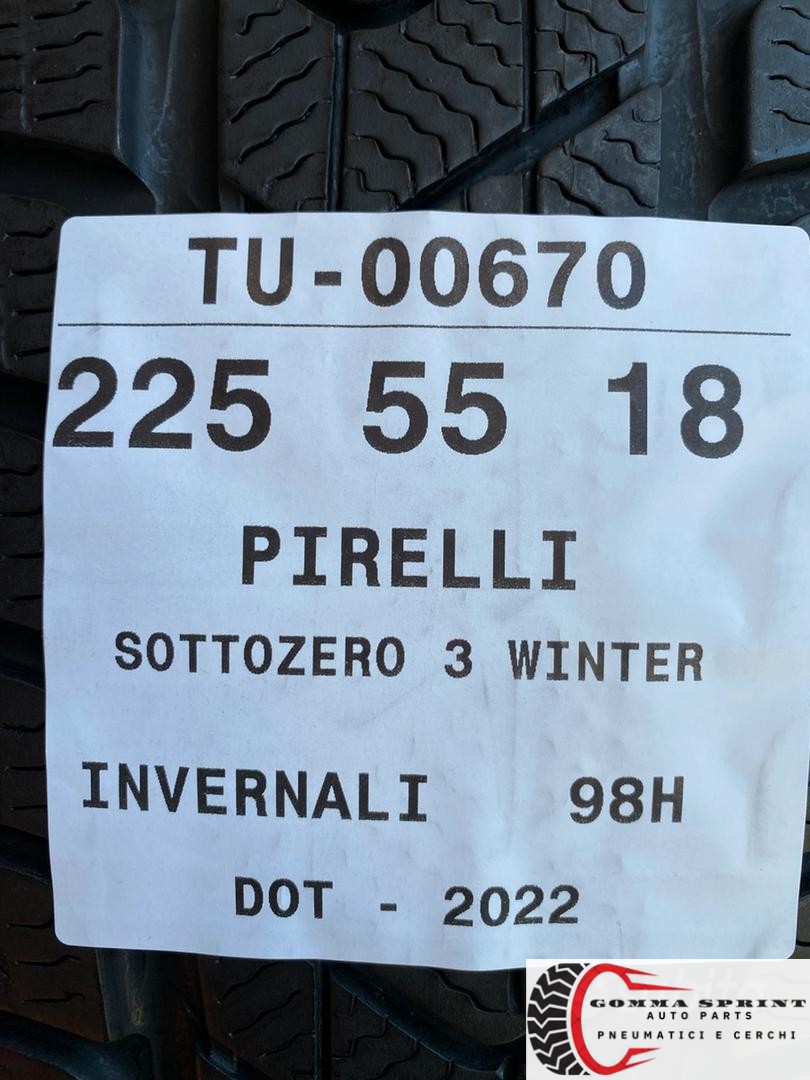 TU-00670
225 55 18
PIRELLI
SOTTOZERO 3 WINTER
INVERNALI 98H
DOT - 2022
GOMMA SPRINT
AUTO PARTS
PNEUMATICI E CERCHI